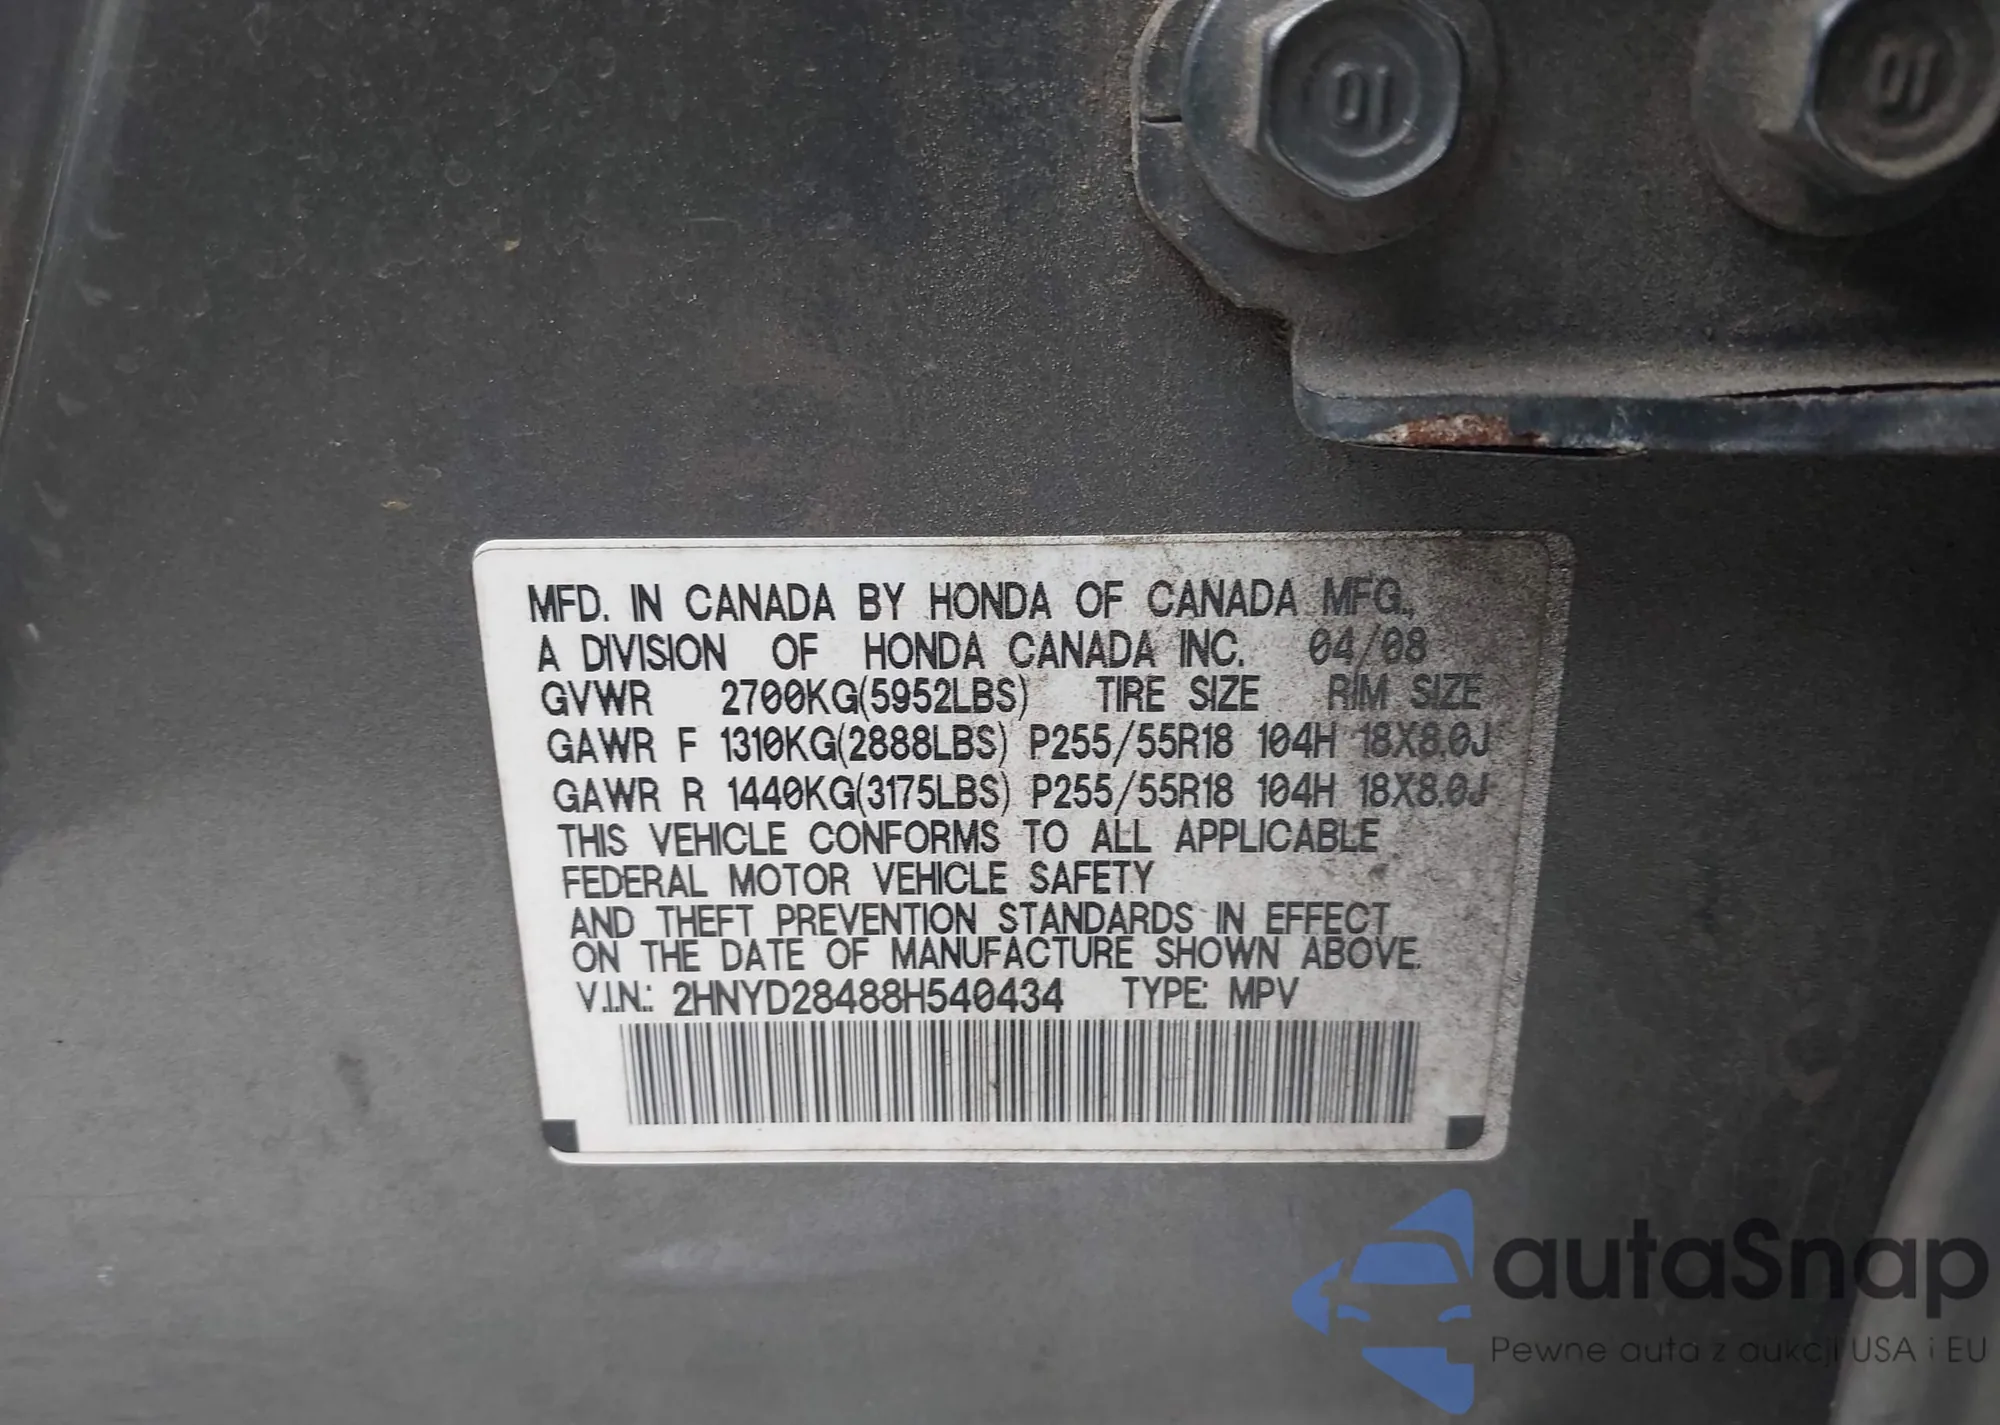 10
10
MFD. IN CANADA BY HONDA OF CANADA MFG.,
A DIVISION OF HONDA CANADA INC. 04/08
GVWR 2700KG(5952LBS) TIRE SIZE RIM SIZE
GAWR F 1310KG(2888LBS) P255/55R18 104H 18X8.0J
GAWR R 1440KG(3175LBS) P255/55R18 104H 18X8.0J
THIS VEHICLE CONFORMS TO ALL APPLICABLE
FEDERAL MOTOR VEHICLE SAFETY
AND THEFT PREVENTION STANDARDS IN EFFECT
ON THE DATE OF MANUFACTURE SHOWN ABOVE.
V.I.N.: 2HNYD28488H540434 TYPE: MPV
autaSnap
Pewne auta z aukcji USA i EU